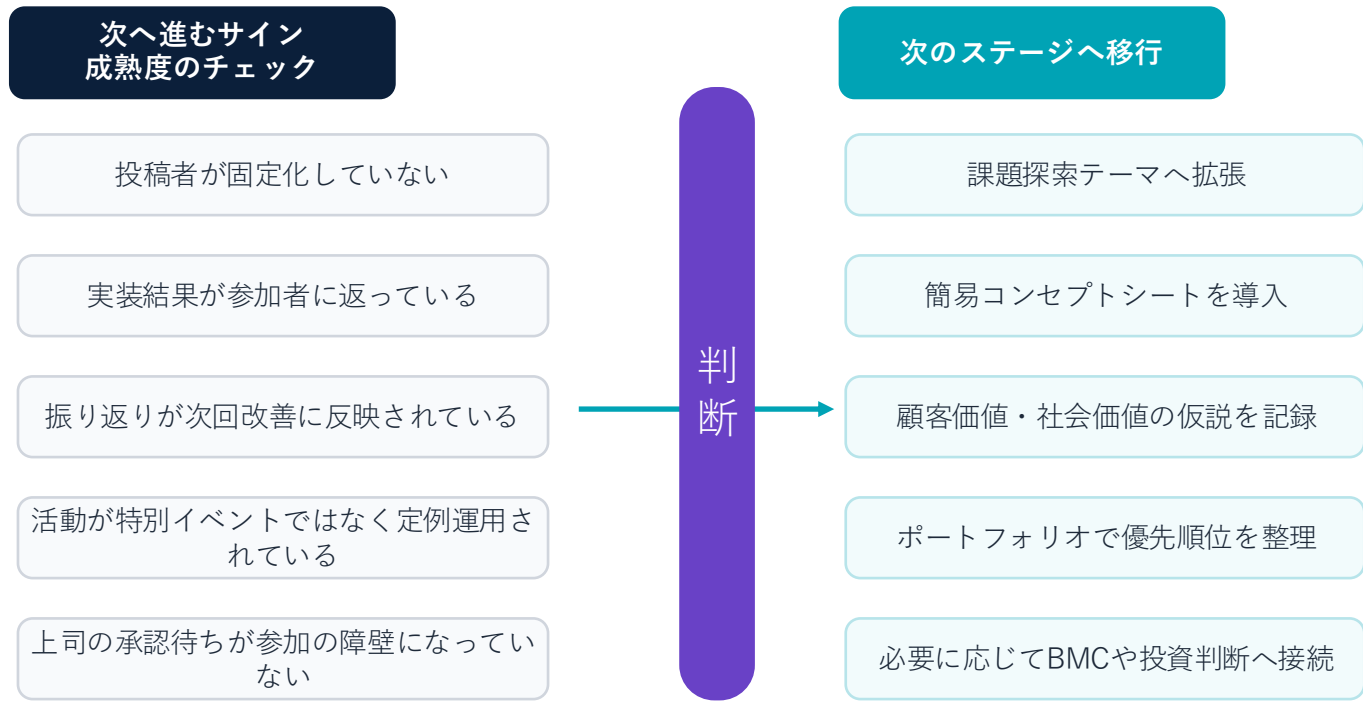 次へ進むサイン
成熟度のチェック
投稿者が固定化していない
実装結果が参加者に返っている
振り返りが次回改善に反映されている
活動が特別イベントではなく定例運用さ
れている
上司の承認待ちが参加の障壁になってい
ない
判
断
次のステージへ移行
課題探索テーマへ拡張
簡易コンセプトシートを導入
顧客価値・社会価値の仮説を記録
ポートフォリオで優先順位を整理
必要に応じてBMCや投資判断へ接続